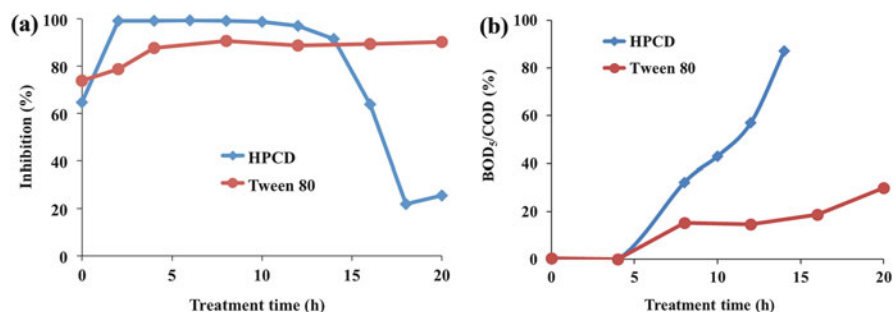 (a)
Inhibition (%)
100
80
60
40
20
0
HPCD
Tween 80
0 5 10 15 20
Treatment time (h)
(b)
BOD₅/COD (%)
100
80
60
40
20
0
HPCD
Tween 80
0 5 10 15 20
Treatment time (h)